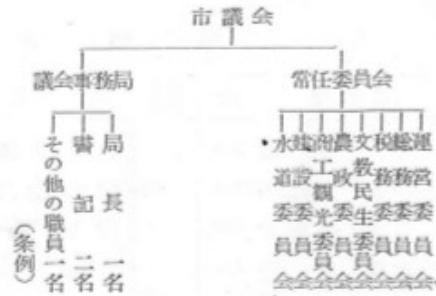 市議会
常任委員会
運営委員会
総務委員会
税務委員会
文教民生委員会
農政委員会
商工観光委員会
建設委員会
水道委員会
議会事務局
局長 一名
書記 二名
その他の職員 一名
(条例)